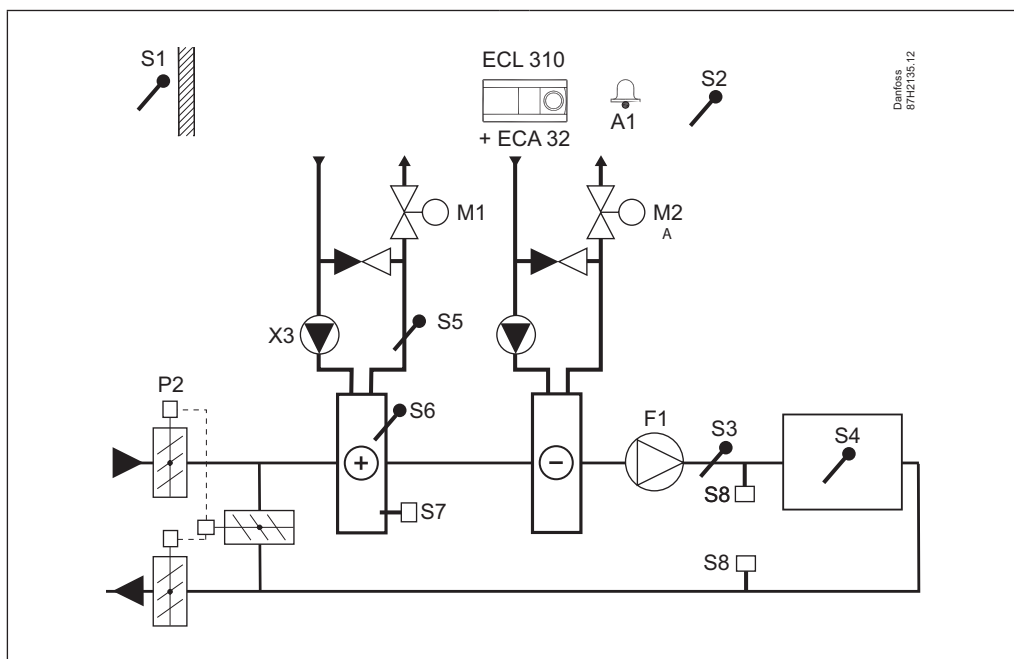 S1
ECL 310
+ ECA 32
A1
S2
Danfoss
87H2135.12
M1
M2
A
X3
S5
P2
S6
F1
S3
S4
S8
S7
S8
+
−